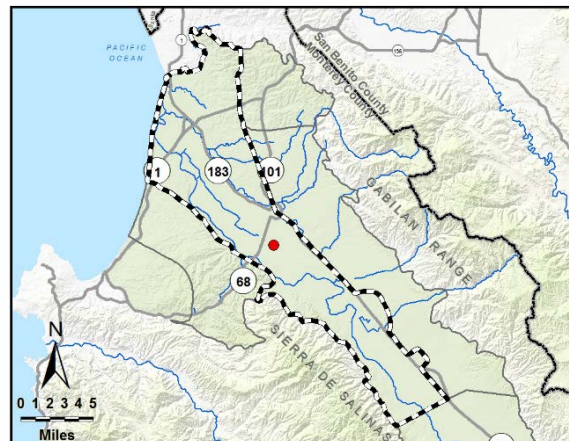 1
156
PACIFIC
OCEAN
San Benito County
Monterey County
1
183
101
GABILAN RANGE
68
SIERRA DE SALINAS
N
0 1 2 3 4 5
Miles